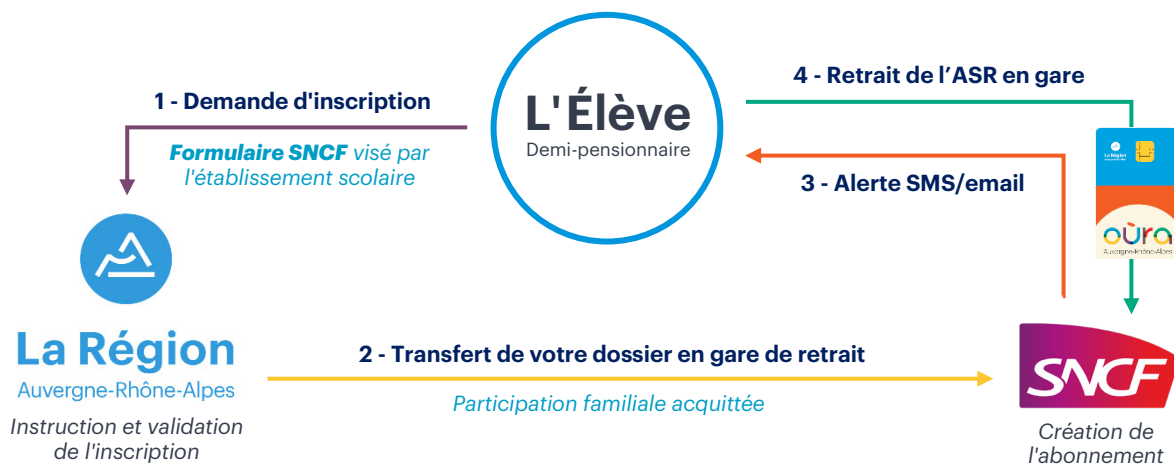 L'Élève
Demi-pensionnaire
1 - Demande d'inscription
Formulaire SNCF visé par
l'établissement scolaire
4 - Retrait de l’ASR en gare
3 - Alerte SMS/email
La Région
oùra
Auvergne-Rhône-Alpes
La Région
Auvergne-Rhône-Alpes
Instruction et validation
de l'inscription
2 - Transfert de votre dossier en gare de retrait
Participation familiale acquittée
SNCF
Création de
l'abonnement